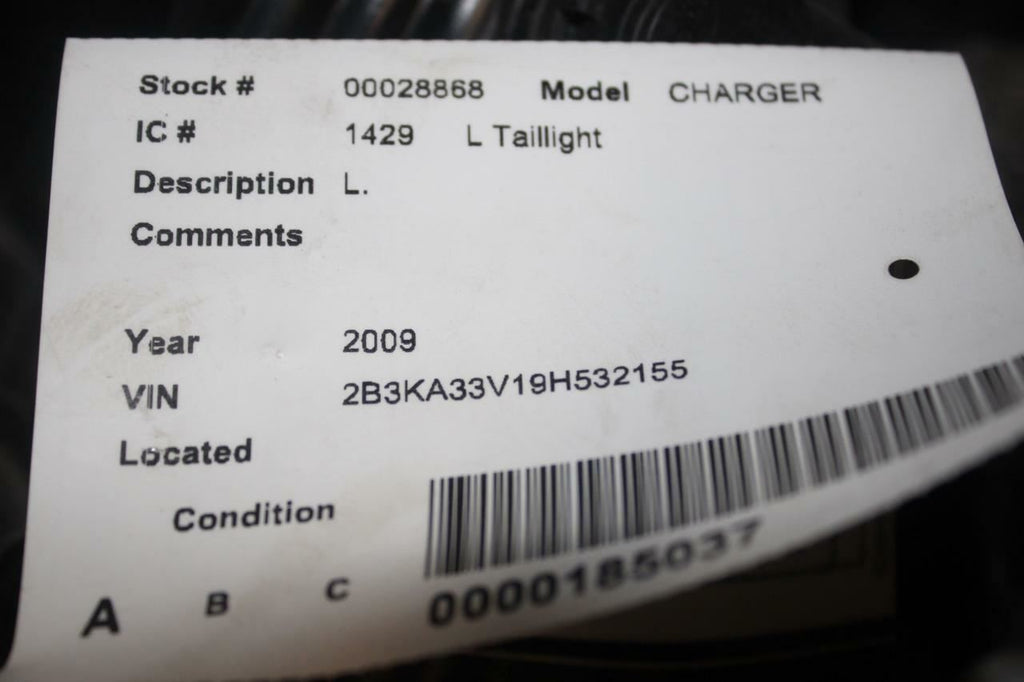 Stock # 00028868 Model CHARGER
IC # 1429 L Taillight
Description L.
Comments
Year 2009
VIN 2B3KA33V19H532155
Located
Condition
A B C
0000185037